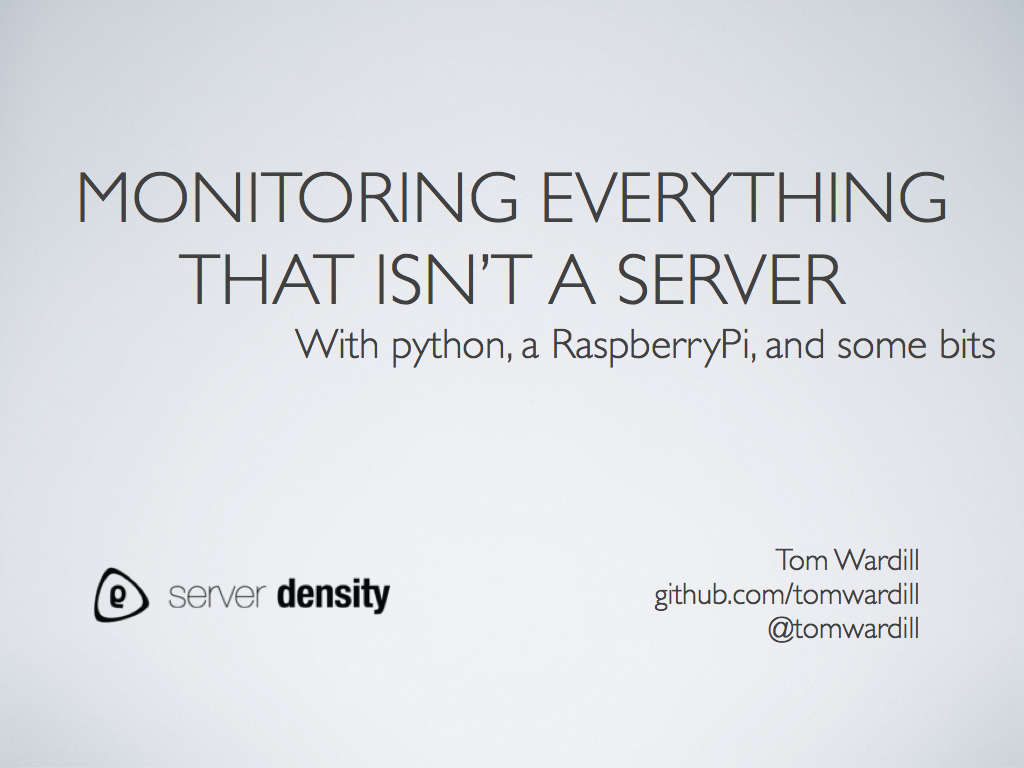 MONITORING EVERYTHING
THAT ISN’T A SERVER
With python, a RaspberryPi, and some bits
server density
Tom Wardill
github.com/tomwardill
@tomwardill